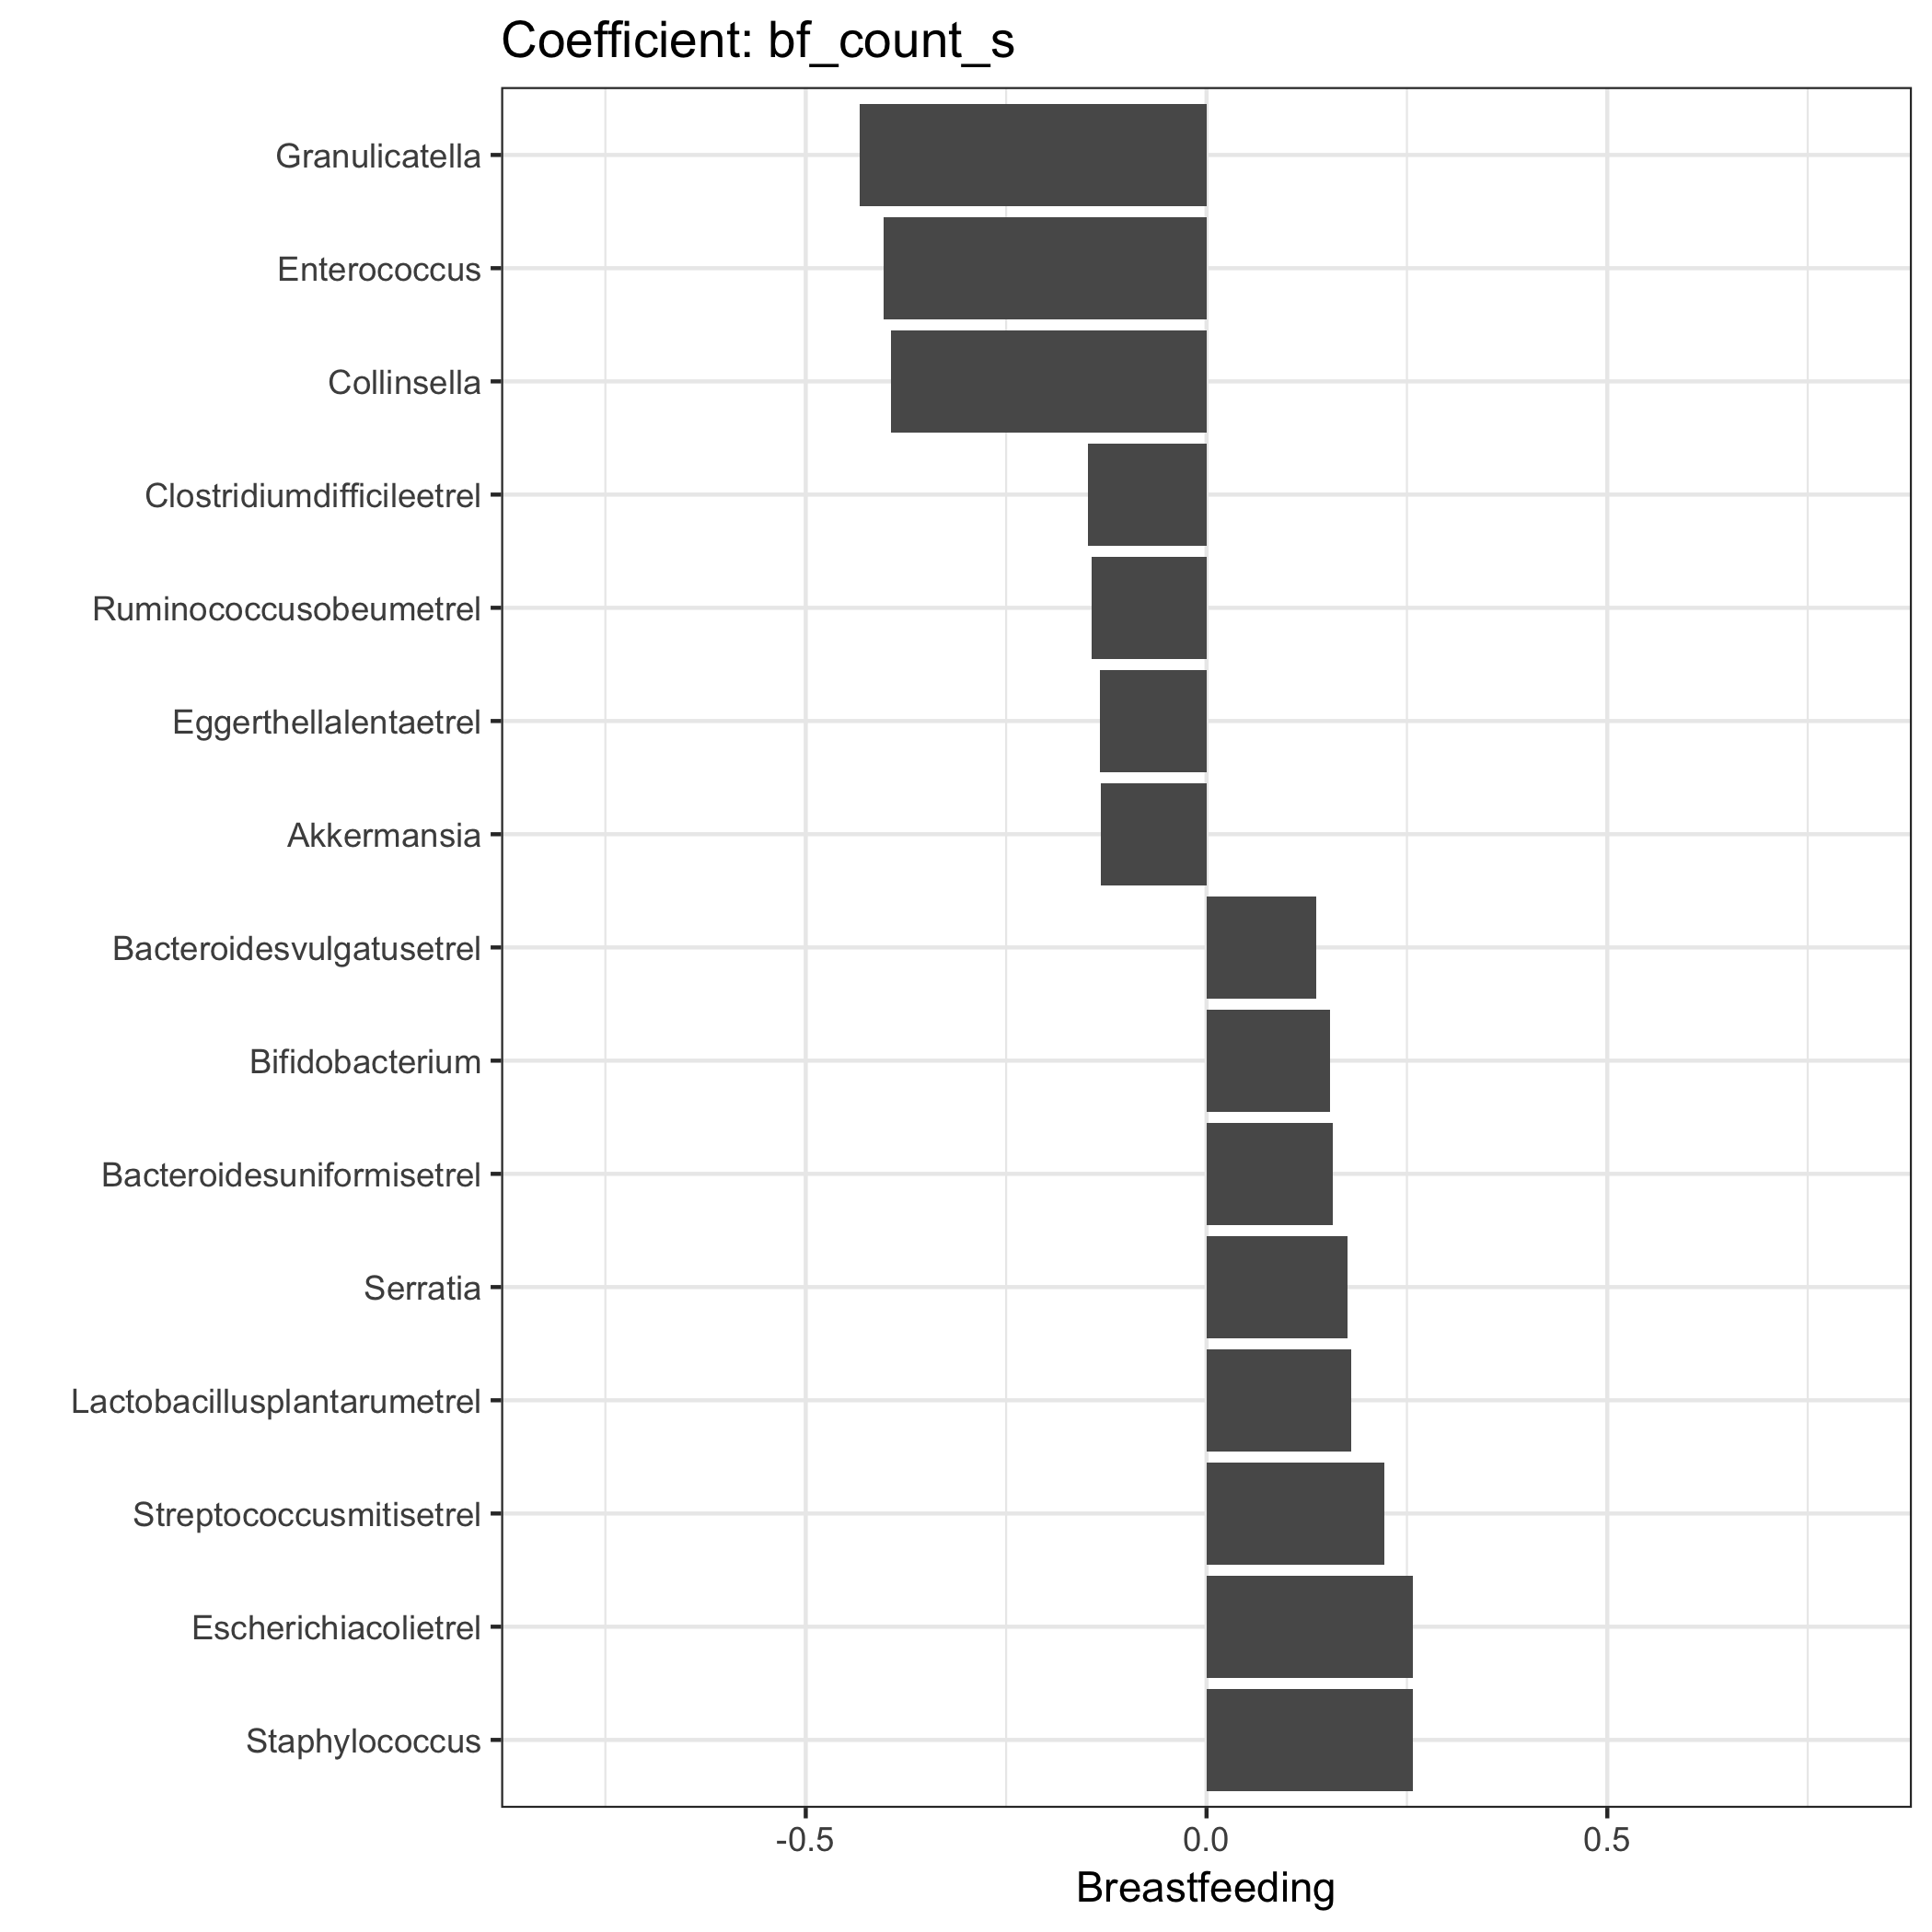 Coefficient: bf_count_s
Granulicatella
Enterococcus
Collinsella
Clostridiumdifficileetrel
Ruminococcusobeumetrel
Eggerthellalentaetrel
Akkermansia
Bacteroidesvulgatusetrel
Bifidobacterium
Bacteroidesuniformisetrel
Serratia
Lactobacillusplantarumetrel
Streptococcusmitisetrel
Escherichiacolietrel
Staphylococcus
-0.5 0.0 0.5
Breastfeeding